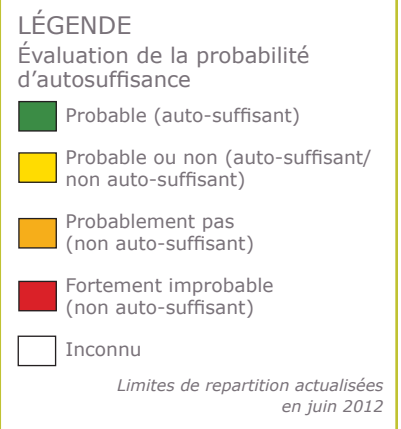 LÉGENDE
Évaluation de la probabilité
d'autosuffisance
Probable (auto-suffisant)
Probable ou non (auto-suffisant/
non auto-suffisant)
Probablement pas
(non auto-suffisant)
Fortement improbable
(non auto-suffisant)
Inconnu
Limites de repartition actualisées
en juin 2012